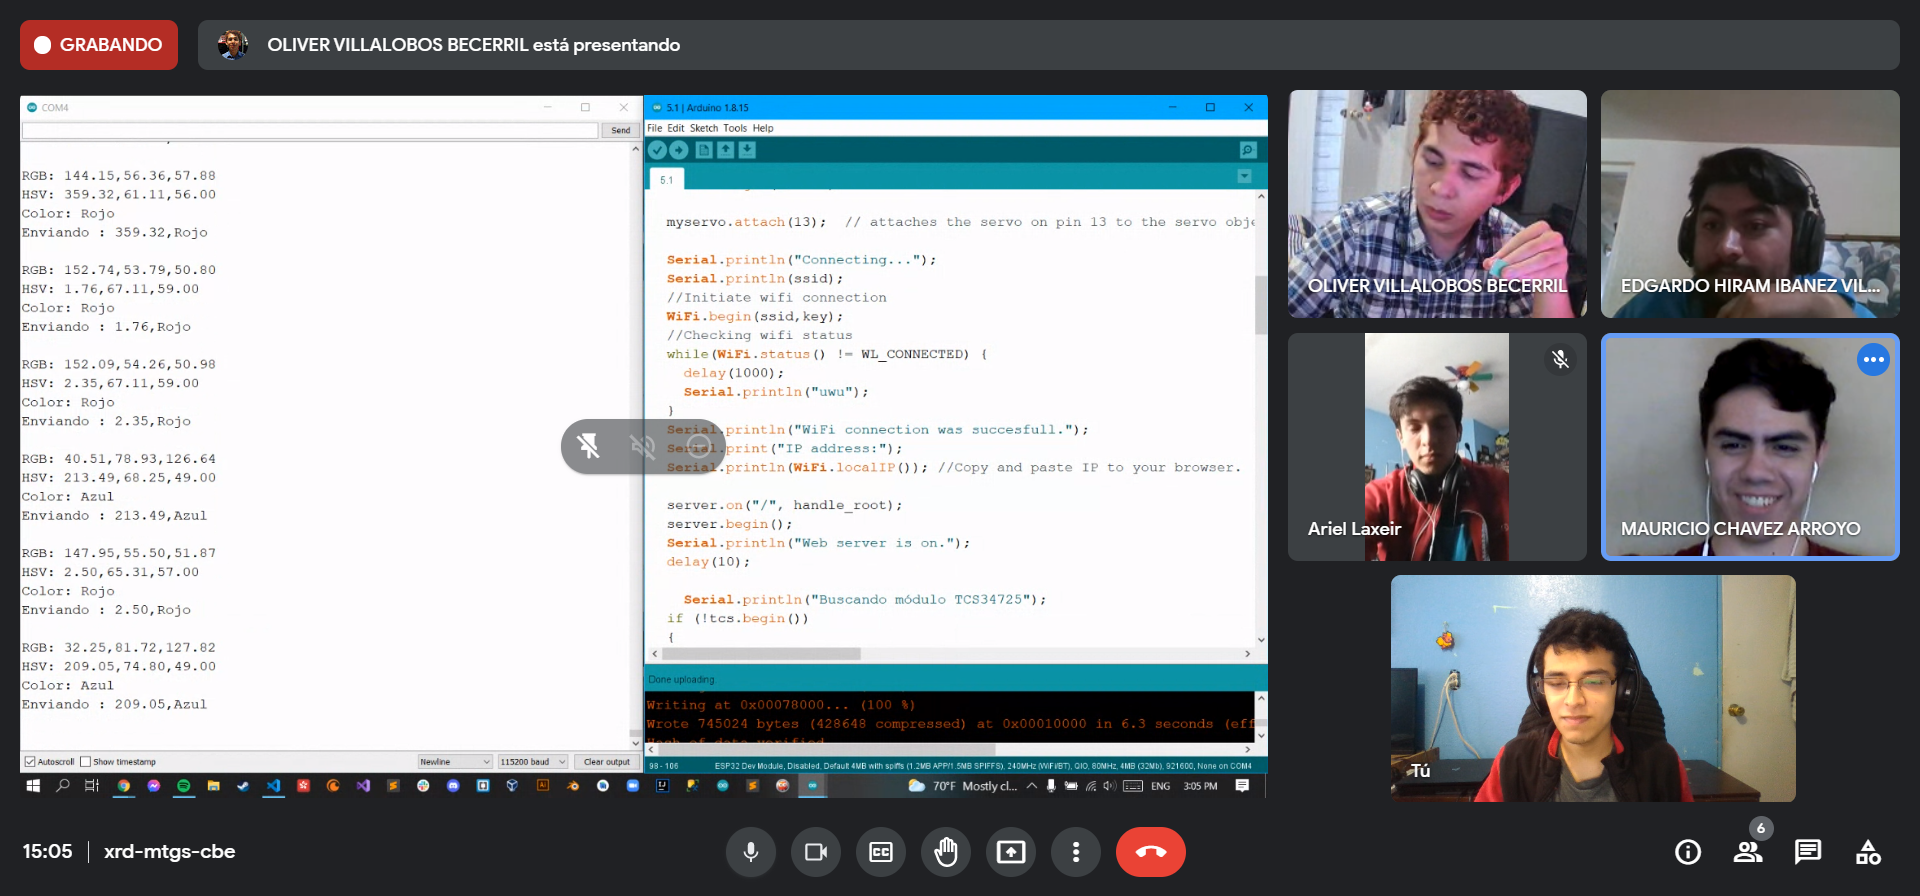 GRABANDO
OLIVER VILLALOBOS BECERRIL está presentando
COM4
Send
RGB: 144.15,56.36,57.88
HSV: 359.32,61.11,56.00
Color: Rojo
Enviando : 359.32,Rojo
RGB: 152.74,53.79,50.80
HSV: 1.76,67.11,59.00
Color: Rojo
Enviando : 1.76,Rojo
RGB: 152.09,54.26,50.98
HSV: 2.35,67.11,59.00
Color: Rojo
Enviando : 2.35,Rojo
RGB: 40.51,78.93,126.64
HSV: 213.49,68.25,49.00
Color: Azul
Enviando : 213.49,Azul
RGB: 147.95,55.50,51.87
HSV: 2.50,65.31,57.00
Color: Rojo
Enviando : 2.50,Rojo
RGB: 32.25,81.72,127.82
HSV: 209.05,74.80,49.00
Color: Azul
Enviando : 209.05,Azul
Autoscroll Show timestamp
Newline
115200 baud
Clear output
5.1 | Arduino 1.8.15
File Edit Sketch Tools Help
5.1
myservo.attach(13);  // attaches the servo on pin 13 to the servo obje
Serial.println("Connecting...");
Serial.println(ssid);
//Initiate wifi connection
WiFi.begin(ssid,key);
//Checking wifi status
while(WiFi.status() != WL_CONNECTED) {
delay(1000);
Serial.println("uwu");
}
Serial.println("WiFi connection was succesfull.");
Serial.print("IP address:");
Serial.println(WiFi.localIP()); //Copy and paste IP to your browser.
server.on("/", handle_root);
server.begin();
Serial.println("Web server is on.");
delay(10);
Serial.println("Buscando módulo TCS34725");
if (!tcs.begin())
{
Done uploading.
Writing at 0x00078000... (100 %)
Wrote 745024 bytes (428648 compressed) at 0x00010000 in 6.3 seconds (eff
Hash of data verified
98 - 106
ESP32 Dev Module, Disabled, Default 4MB with spiffs (1.2MB APP/1.5MB SPIFFS), 240MHz (WiFi/BT), QIO, 80MHz, 4MB (32Mb), 921600, None on COM4
70°F Mostly cl...
ENG
3:05 PM
OLIVER VILLALOBOS BECERRIL
EDGARDO HIRAM IBANEZ VIL...
Ariel Laxeir
MAURICIO CHAVEZ ARROYO
Tú
15:05 | xrd-mtgs-cbe
CC
6